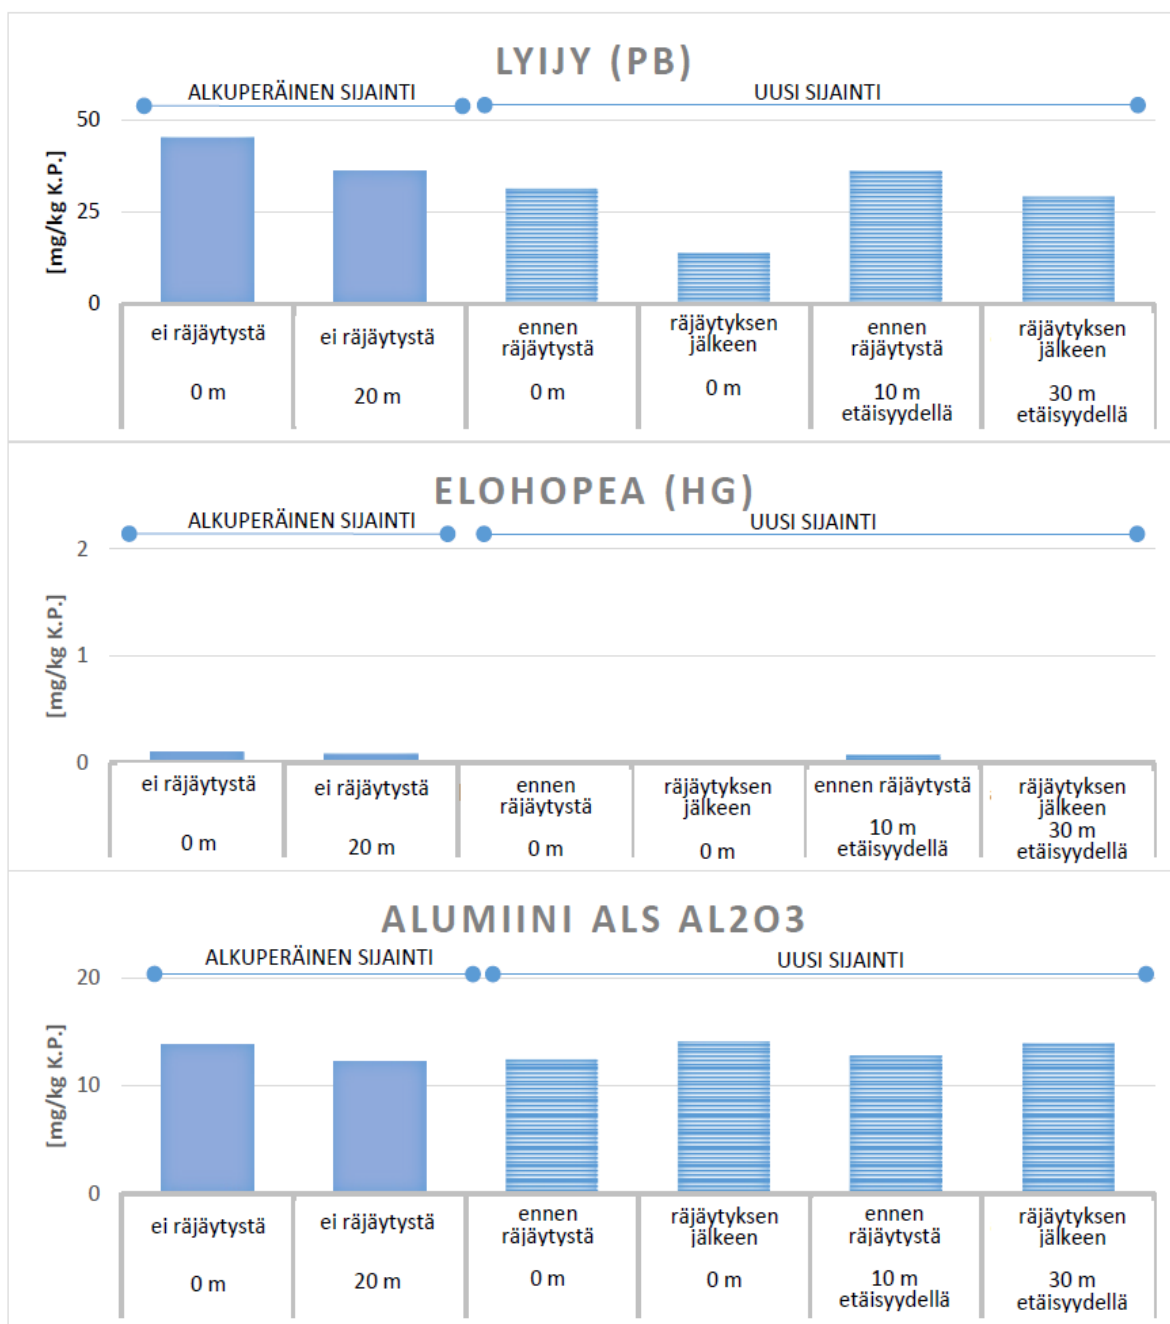 LYIJY (PB)
ALKUPERÄINEN SIJAINTI UUSI SIJAINTI
50
25
0
[mg/kg K.P.]
ei räjäytystä
0 m
ei räjäytystä
20 m
ennen
räjäytystä
0 m
räjäytyksen
jälkeen
0 m
ennen
räjäytystä
10 m
etäisyydellä
räjäytyksen
jälkeen
30 m
etäisyydellä
ELOHOPEA (HG)
ALKUPERÄINEN SIJAINTI UUSI SIJAINTI
2
1
0
[mg/kg K.P.]
ei räjäytystä
0 m
ei räjäytystä
20 m
ennen
räjäytystä
0 m
räjäytyksen
jälkeen
0 m
ennen räjäytystä
10 m
etäisyydellä
räjäytyksen
jälkeen
30 m
etäisyydellä
ALUMIINI ALS AL2O3
ALKUPERÄINEN SIJAINTI UUSI SIJAINTI
20
10
0
[mg/kg K.P.]
ei räjäytystä
0 m
ei räjäytystä
20 m
ennen
räjäytystä
0 m
räjäytyksen
jälkeen
0 m
ennen
räjäytystä
10 m
etäisyydellä
räjäytyksen
jälkeen
30 m
etäisyydellä